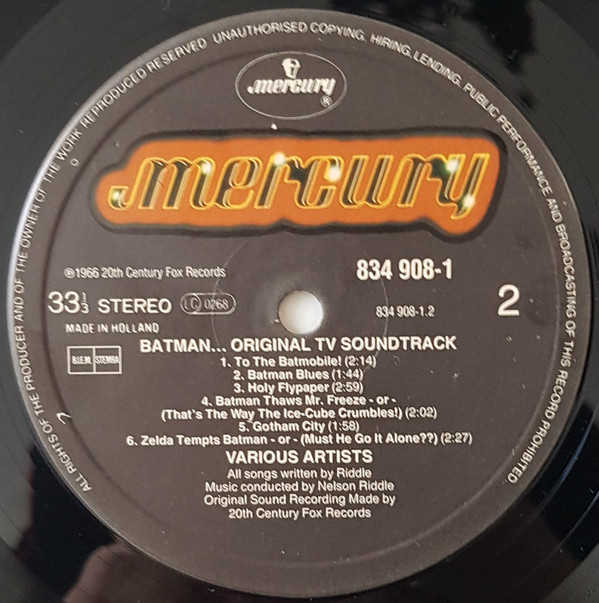 ALL RIGHTS OF THE PRODUCER AND OF THE OWNER OF THE WORK REPRODUCED RESERVED UNAUTHORISED COPYING, HIRING, LENDING, PUBLIC PERFORMANCE AND BROADCASTING OF THIS RECORD PROHIBITED.
mercury
®
mercury
℗1966 20th Century Fox Records
834 908-1
33⅓ STEREO
LC 0268
834 908-1.2
2
MADE IN HOLLAND
B.I.E.M. STEMRA
BATMAN... ORIGINAL TV SOUNDTRACK
1. To The Batmobile! (2:14)
2. Batman Blues (1:44)
3. Holy Flypaper (2:59)
4. Batman Thaws Mr. Freeze - or -
(That's The Way The Ice-Cube Crumbles!) (2:02)
5. Gotham City (1:58)
6. Zelda Tempts Batman - or - (Must He Go It Alone??) (2:27)
VARIOUS ARTISTS
All songs written by Riddle
Music conducted by Nelson Riddle
Original Sound Recording Made by
20th Century Fox Records